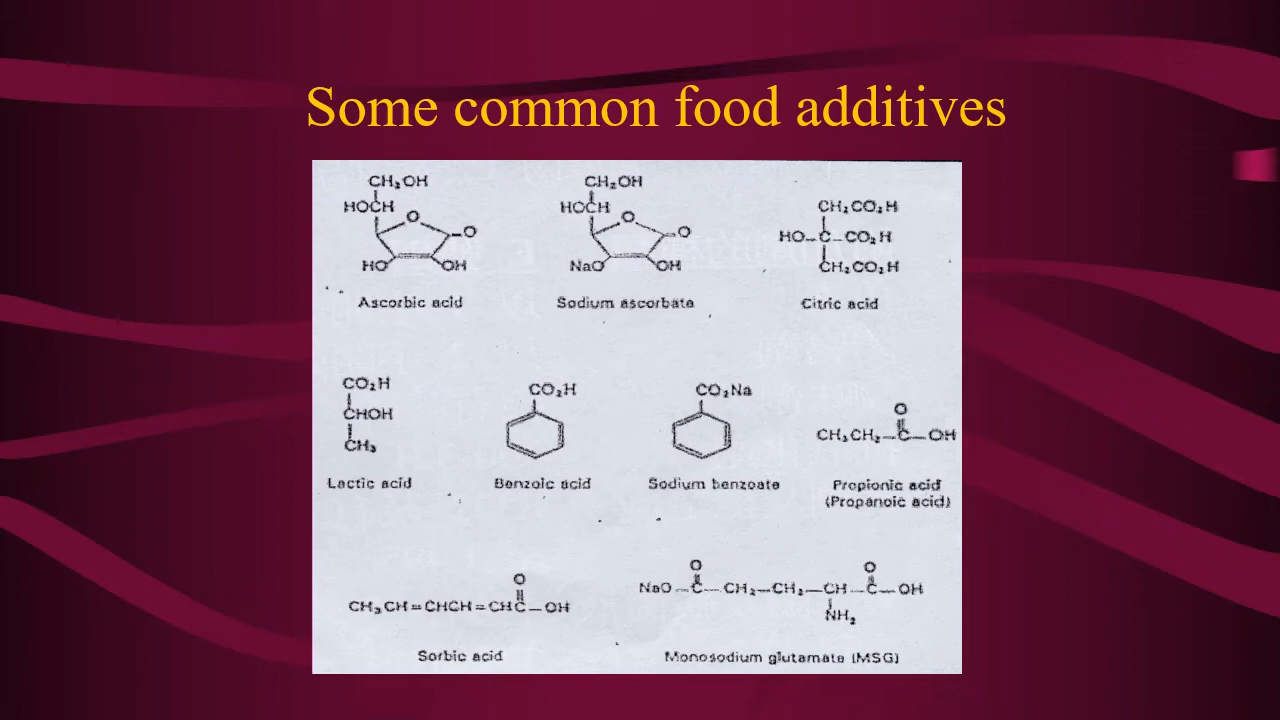 Some common food additives
CH₂OH
HOCH
O
O
HO
OH
Ascorbic acid
CH₂OH
HOCH
O
O
NaO
OH
Sodium ascorbate
CH₂CO₂H
HO—C—CO₂H
CH₂CO₂H
Citric acid
CO₂H
CHOH
CH₃
Lactic acid
CO₂H
Benzoic acid
CO₂Na
Sodium benzoate
O
CH₃CH₂—C—OH
Propionic acid
(Propanoic acid)
O
CH₃CH=CHCH=CHC—OH
Sorbic acid
O
O
NaO—C—CH₂—CH₂—CH—C—OH
NH₂
Monosodium glutamate (MSG)